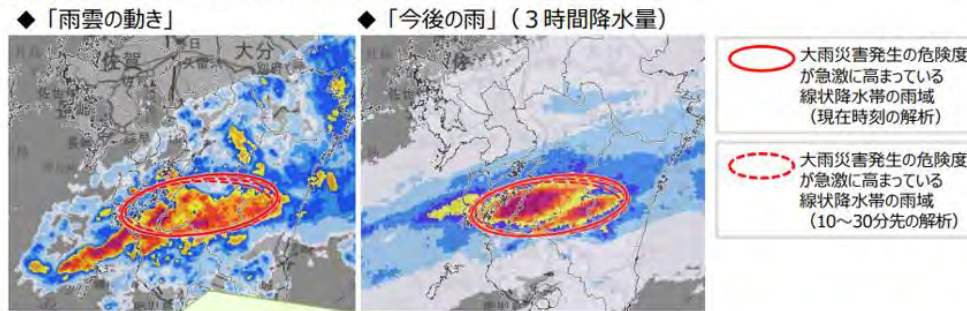 ◆「雨雲の動き」
◆「今後の雨」(3時間降水量)
佐賀
大分
長崎
佐
大雨災害発生の危険度
が急激に高まっている
線状降水帯の雨域
(現在時刻の解析)
大雨災害発生の危険度
が急激に高まっている
線状降水帯の雨域
(10～30分先の解析)